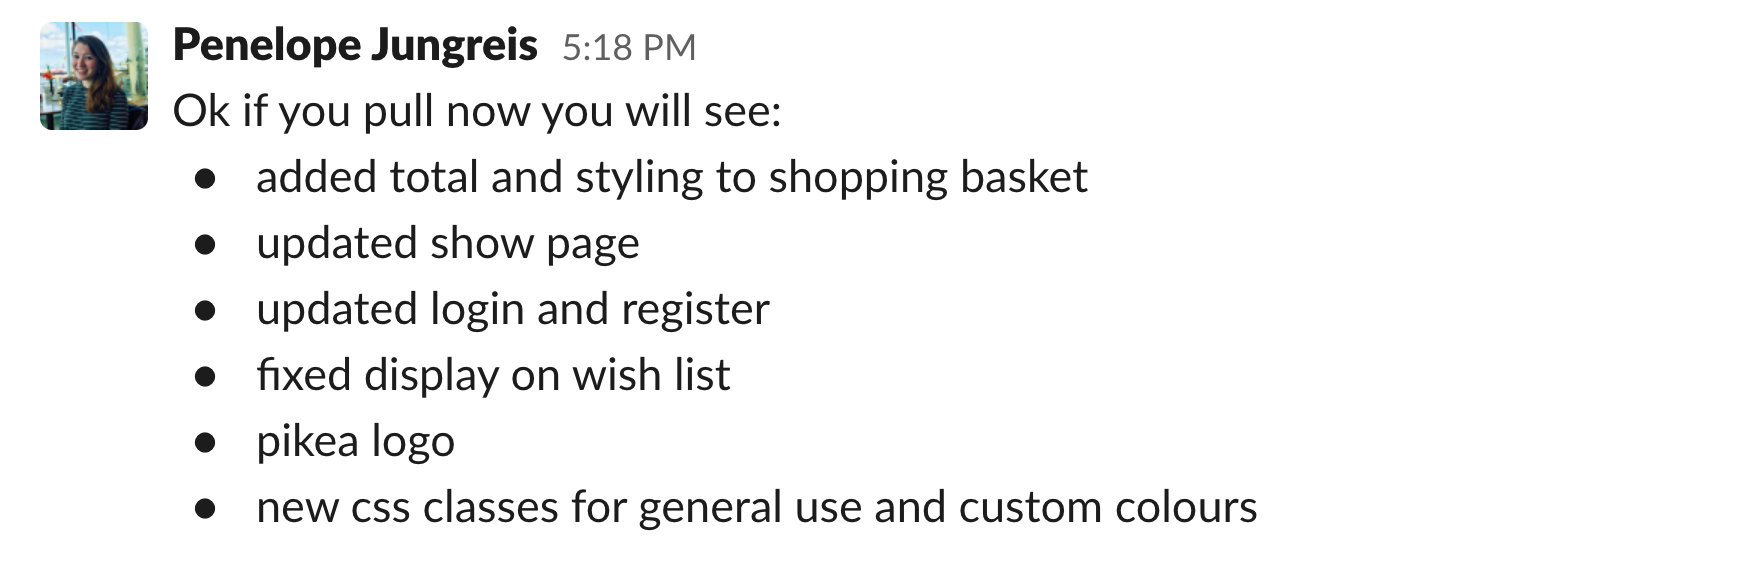 Penelope Jungreis 5:18 PM
Ok if you pull now you will see:
● added total and styling to shopping basket
● updated show page
● updated login and register
● fixed display on wish list
● pikea logo
● new css classes for general use and custom colours